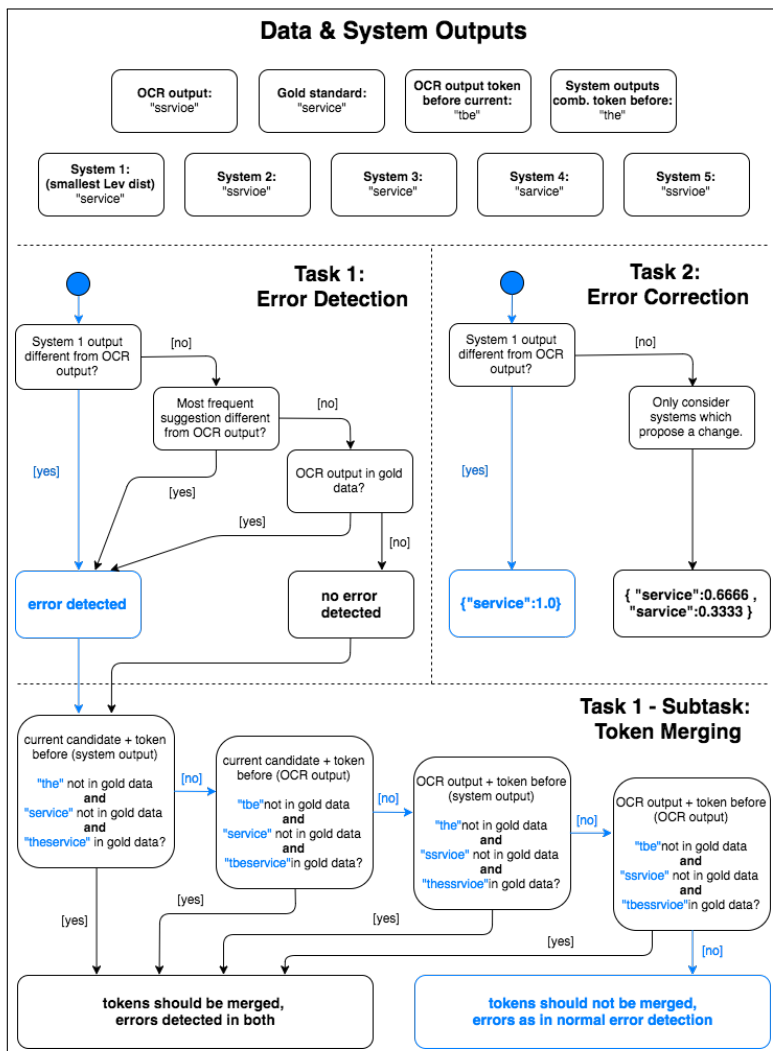 Data & System Outputs
OCR output:
"ssrvioe"
Gold standard:
"service"
OCR output token
before current:
"tbe"
System outputs
comb. token before:
"the"
System 1:
(smallest Lev dist)
"service"
System 2:
"ssrvioe"
System 3:
"service"
System 4:
"sarvice"
System 5:
"ssrvioe"
Task 1:
Error Detection
System 1 output
different from OCR
output?
[no]
Most frequent
suggestion different
from OCR output?
[no]
OCR output in gold
data?
[yes]
[yes]
[yes]
[no]
error detected
no error
detected
Task 2:
Error Correction
System 1 output
different from OCR
output?
[no]
Only consider
systems which
propose a change.
[yes]
{"service":1.0}
{ "service":0.6666 ,
"sarvice":0.3333 }
Task 1 - Subtask:
Token Merging
current candidate + token
before (system output)
"the" not in gold data
and
"service" not in gold data
and
"theservice" in gold data?
[no]
current candidate + token
before (OCR output)
"tbe"not in gold data
and
"service" not in gold data
and
"tbeservice"in gold data?
[no]
OCR output + token before
(system output)
"the"not in gold data
and
"ssrvioe" not in gold data
and
"thessrvioe"in gold data?
[no]
OCR output + token before
(OCR output)
"tbe"not in gold data
and
"ssrvioe" not in gold data
and
"tbessrvioe"in gold data?
[yes]
[yes]
[yes]
[yes]
[no]
tokens should be merged,
errors detected in both
tokens should not be merged,
errors as in normal error detection